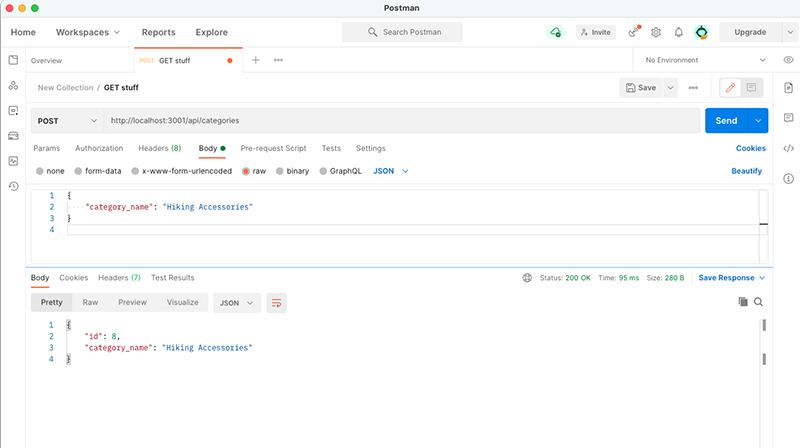 Postman
Home Workspaces Reports Explore Search Postman Invite Upgrade
Overview POST GET stuff No Environment
New Collection / GET stuff Save
POST http://localhost:3001/api/categories Send
Params Authorization Headers (8) Body Pre-request Script Tests Settings Cookies
none form-data x-www-form-urlencoded raw binary GraphQL JSON Beautify
1 {
2 "category_name": "Hiking Accessories"
3 }
4
Body Cookies Headers (7) Test Results Status: 200 OK Time: 95 ms Size: 280 B Save Response
Pretty Raw Preview Visualize JSON
1 {
2 "id": 8,
3 "category_name": "Hiking Accessories"
4 }